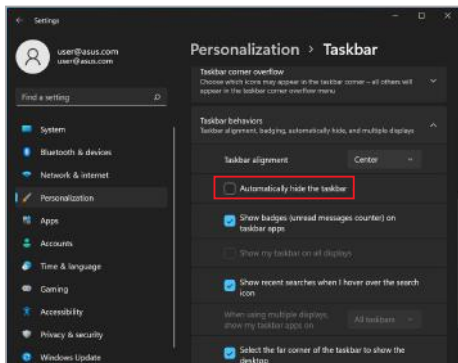 Settings
user@asus.com
user@asus.com
Find a setting
System
Bluetooth & devices
Network & internet
Personalization
Apps
Accounts
Time & language
Gaming
Accessibility
Privacy & security
Windows Update
Personalization > Taskbar
Taskbar corner overflow
Choose which icons may appear in the taskbar corner – all others will
appear in the taskbar corner overflow menu
Taskbar behaviors
Taskbar alignment, badging, automatically hide, and multiple displays
Taskbar alignment
Center
Automatically hide the taskbar
Show badges (unread messages counter) on
taskbar apps
Show my taskbar on all displays
Show recent searches when I hover over the search
icon
When using multiple displays,
show my taskbar apps on
All taskbars
Select the far corner of the taskbar to show the
desktop